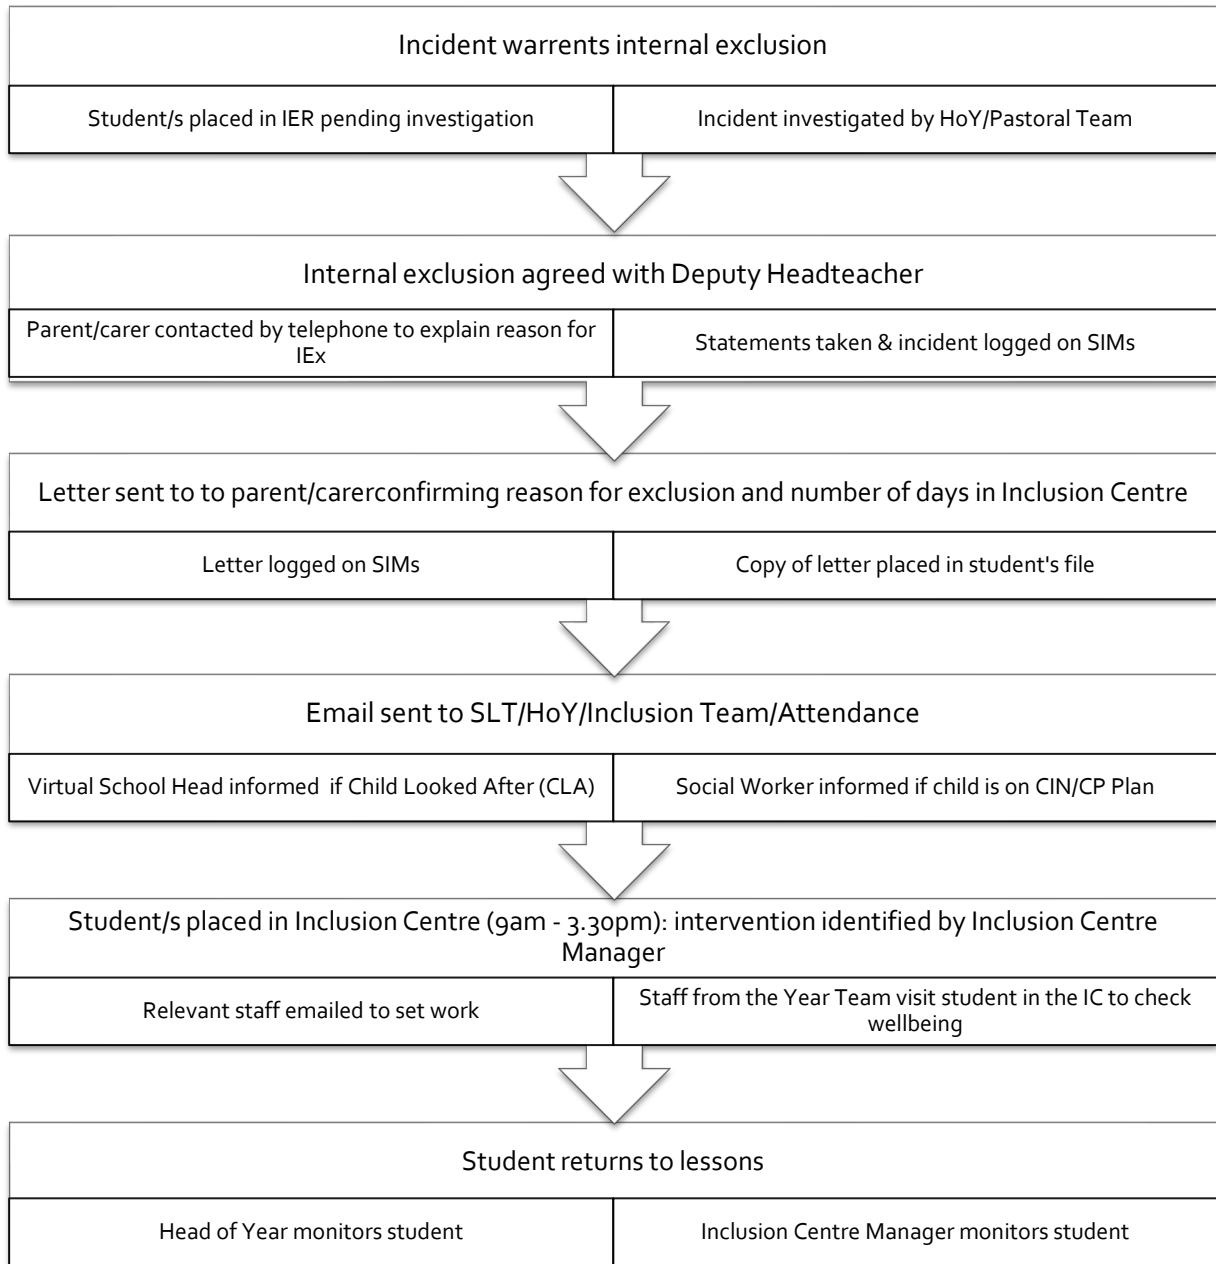 Incident warrents internal exclusion
Student/s placed in IER pending investigation
Incident investigated by HoY/Pastoral Team
Internal exclusion agreed with Deputy Headteacher
Parent/carer contacted by telephone to explain reason for
IEx
Statements taken & incident logged on SIMs
Letter sent to to parent/carerconfirming reason for exclusion and number of days in Inclusion Centre
Letter logged on SIMs
Copy of letter placed in student's file
Email sent to SLT/HoY/Inclusion Team/Attendance
Virtual School Head informed  if Child Looked After (CLA)
Social Worker informed if child is on CIN/CP Plan
Student/s placed in Inclusion Centre (9am - 3.30pm): intervention identified by Inclusion Centre
Manager
Relevant staff emailed to set work
Staff from the Year Team visit student in the IC to check
wellbeing
Student returns to lessons
Head of Year monitors student
Inclusion Centre Manager monitors student